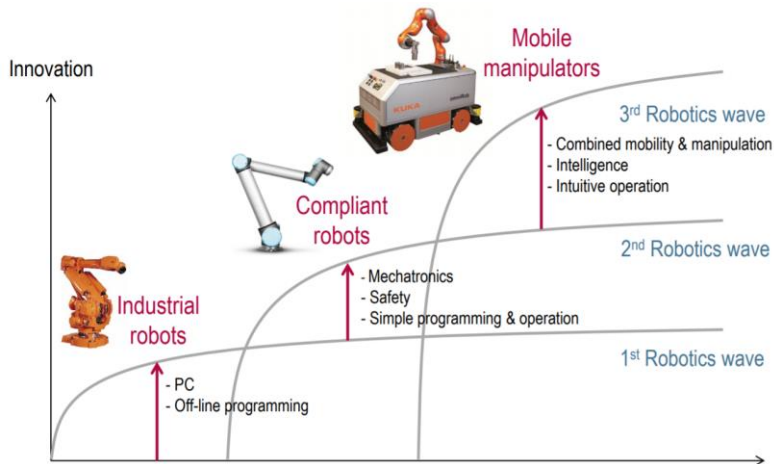 Innovation
Mobile
manipulators
3rd Robotics wave
- Combined mobility & manipulation
- Intelligence
- Intuitive operation
KUKA
Compliant
robots
2nd Robotics wave
- Mechatronics
- Safety
- Simple programming & operation
Industrial
robots
1st Robotics wave
- PC
- Off-line programming